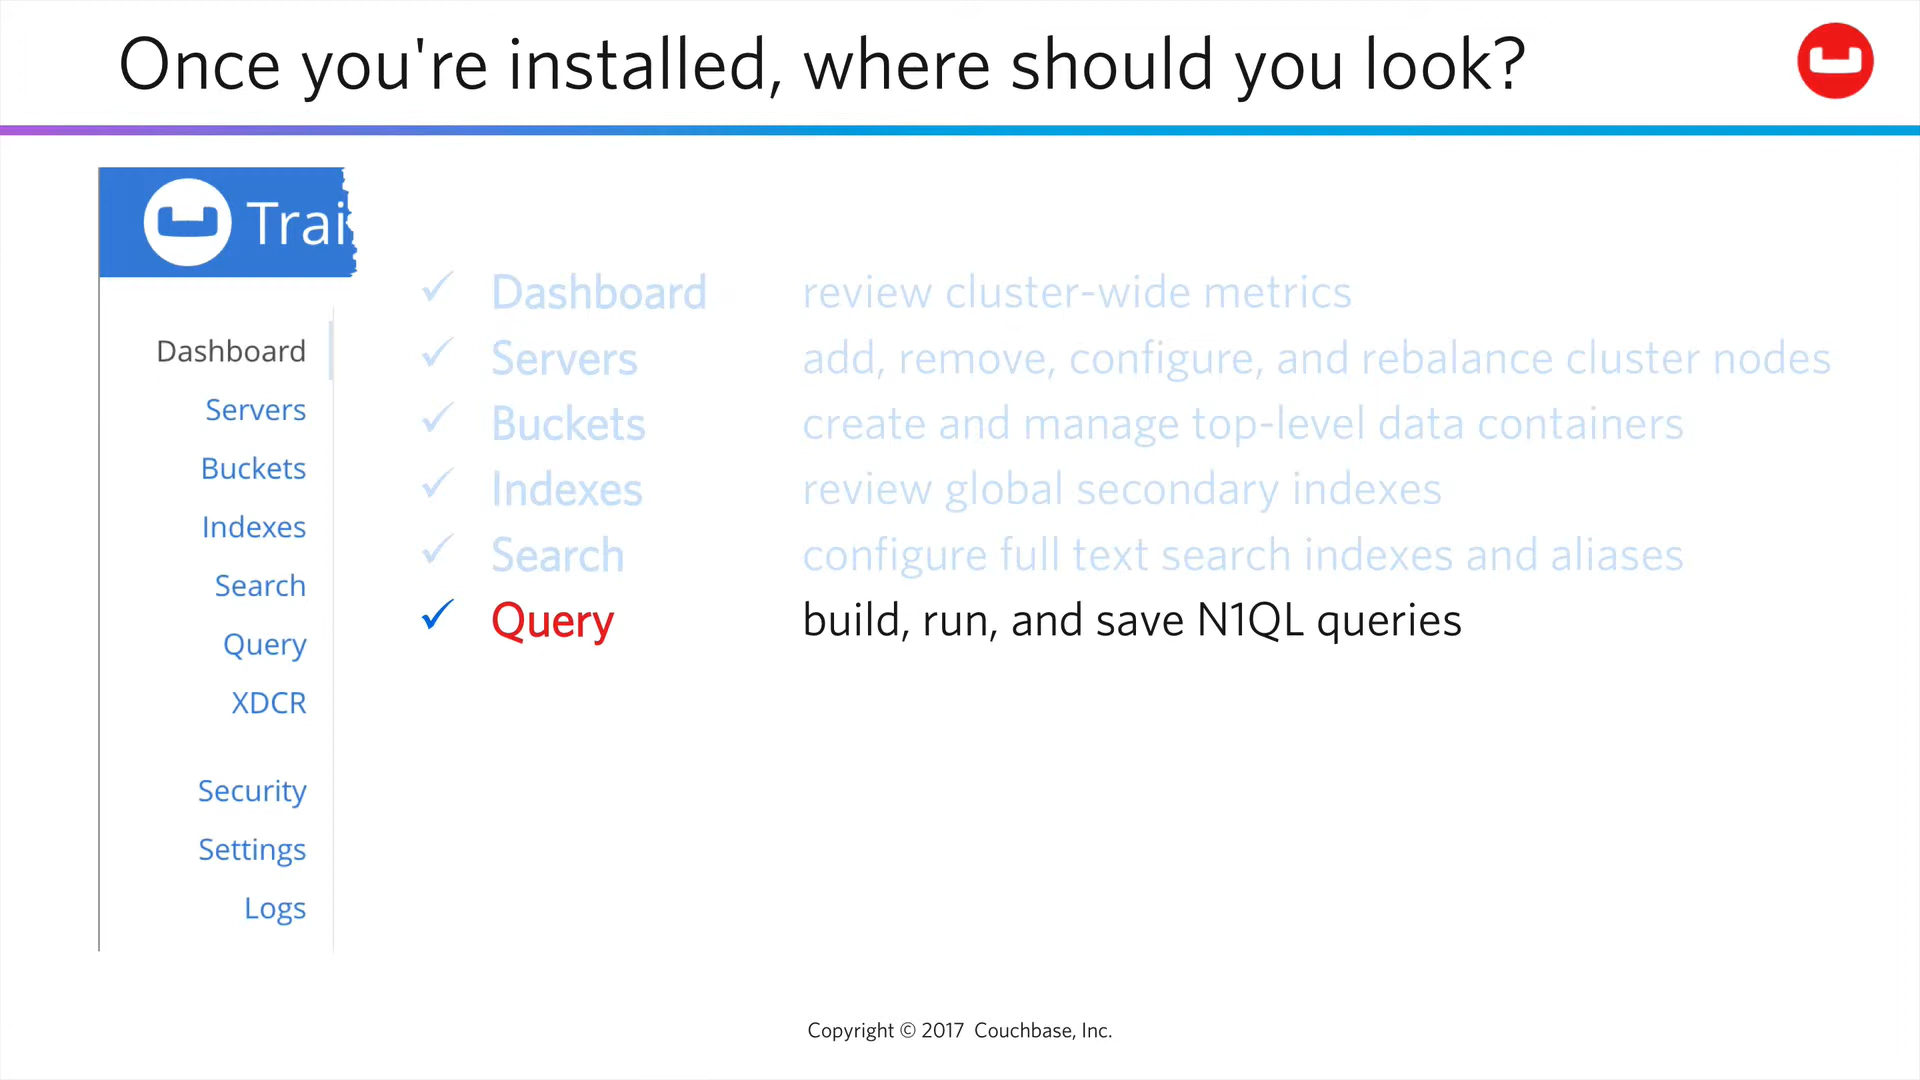 Once you're installed, where should you look?
Trai
Dashboard
Servers
Buckets
Indexes
Search
Query
XDCR
Security
Settings
Logs
✓ Dashboard review cluster-wide metrics
✓ Servers add, remove, configure, and rebalance cluster nodes
✓ Buckets create and manage top-level data containers
✓ Indexes review global secondary indexes
✓ Search configure full text search indexes and aliases
✓ Query build, run, and save N1QL queries
Copyright © 2017 Couchbase, Inc.